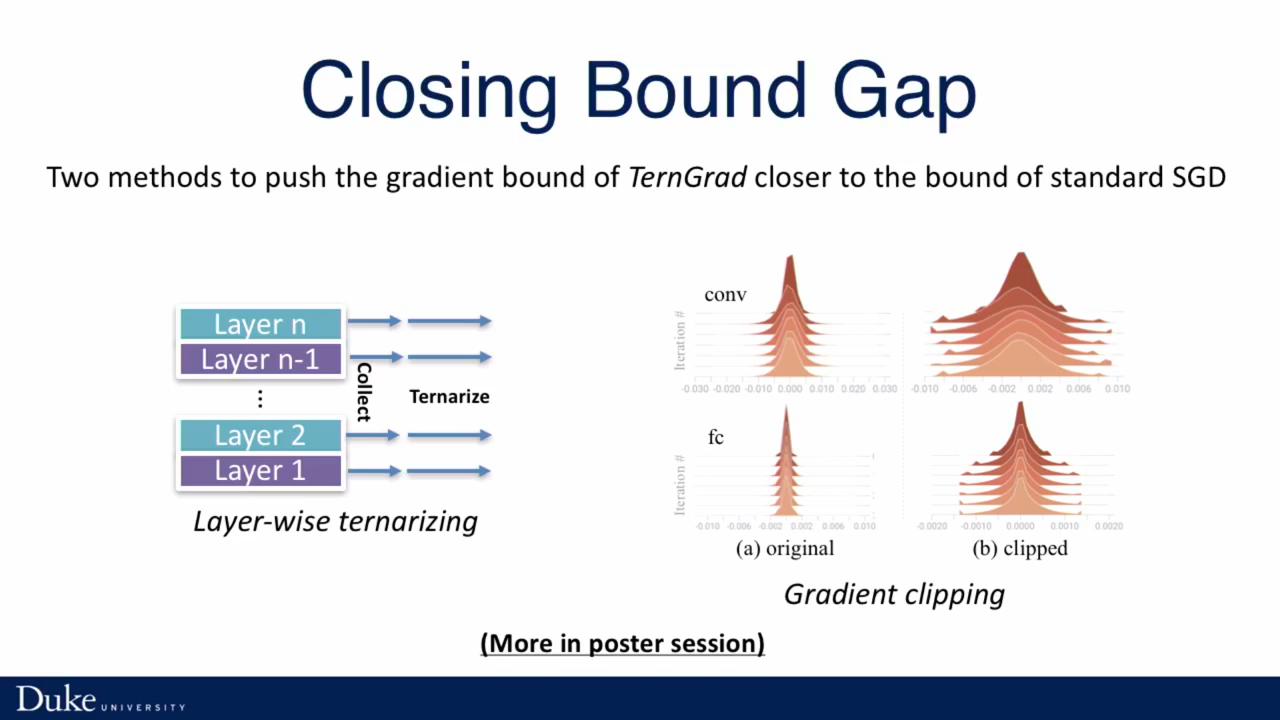 Closing Bound Gap
Two methods to push the gradient bound of TernGrad closer to the bound of standard SGD
Layer n
Layer n-1
⋮
Layer 2
Layer 1
Collect
Ternarize
Layer-wise ternarizing
conv
Iteration #
-0.030 -0.020 -0.010 0.000 0.010 0.020 0.030
-0.010 -0.006 -0.002 0.002 0.006 0.010
fc
Iteration #
-0.010 -0.006 -0.002 0.002 0.006 0.010
-0.0020 -0.0010 0.0000 0.0010 0.0020
(a) original
(b) clipped
Gradient clipping
(More in poster session)
Duke UNIVERSITY